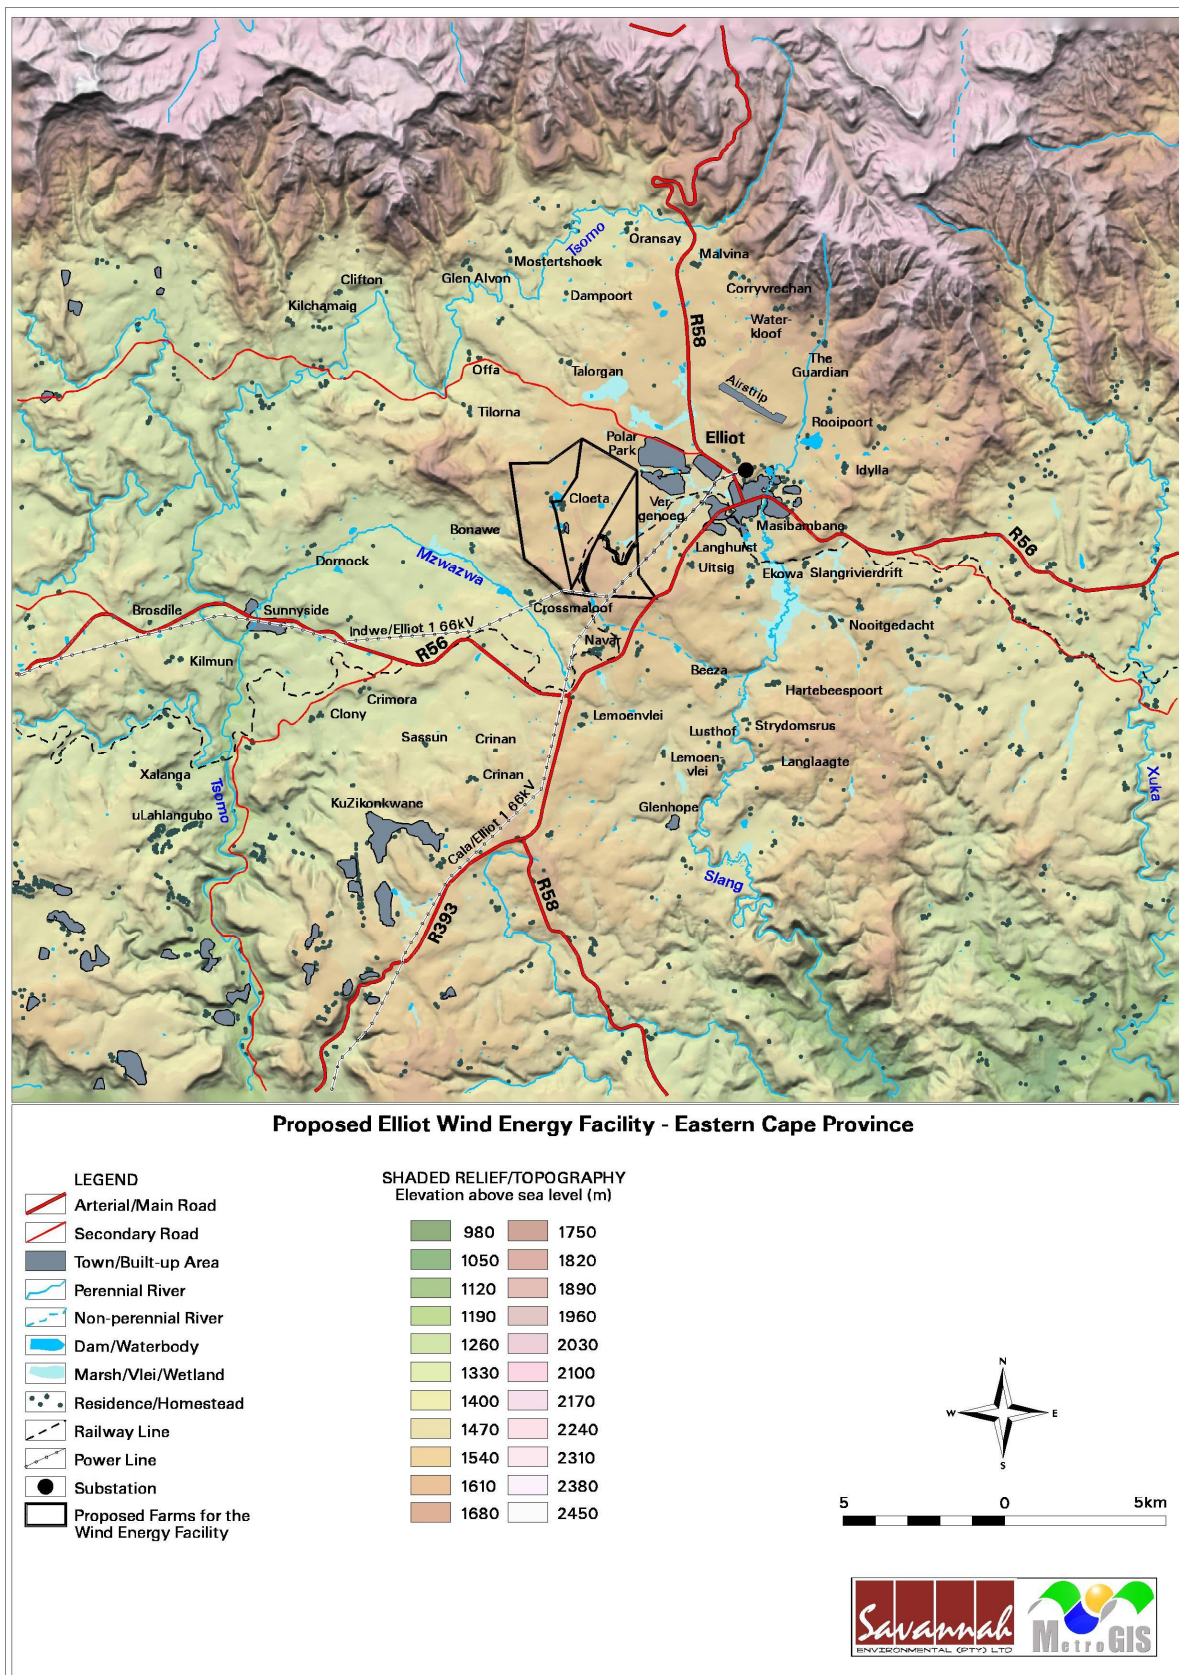 Tsomo
Oransay
Mostertshoek
Malvina
Glen Alvon
Clifton
Corryvrechan
Dampoort
Kilchamaig
Water-
kloof
R58
The
Guardian
Offa
Talorgan
Airstrip
Tilorna
Rooipoort
Polar
Park
Elliot
Idylla
Cloeta
Ver-
genoeg
Bonawe
Masibambane
R56
Mzwazwa
Langhurst
Dornock
Uitsig
Ekowa
Slangrivierdrift
Brosdile
Sunnyside
Crossmaloof
Indwe/Elliot 1 66kV
Nooitgedacht
Navar
R56
Kilmun
Beeza
Hartebeespoort
Crimora
Clony
Lemoenvlei
Strydomsrus
Lusthof
Sassun
Crinan
Lemoen-
vlei
Langlaagte
Xalanga
Crinan
Xuka
Tsomo
KuZikonkwane
uLahlangubo
Glenhope
Cala/Elliot 1 66kV
Slang
R58
R393
Proposed Elliot Wind Energy Facility - Eastern Cape Province
LEGEND
Arterial/Main Road
Secondary Road
Town/Built-up Area
Perennial River
Non-perennial River
Dam/Waterbody
Marsh/Vlei/Wetland
Residence/Homestead
Railway Line
Power Line
Substation
Proposed Farms for the
Wind Energy Facility
SHADED RELIEF/TOPOGRAPHY
Elevation above sea level (m)
980 1750
1050 1820
1120 1890
1190 1960
1260 2030
1330 2100
1400 2170
1470 2240
1540 2310
1610 2380
1680 2450
N
W E
S
5 0 5km
Savannah
ENVIRONMENTAL (PTY) LTD
MetroGIS